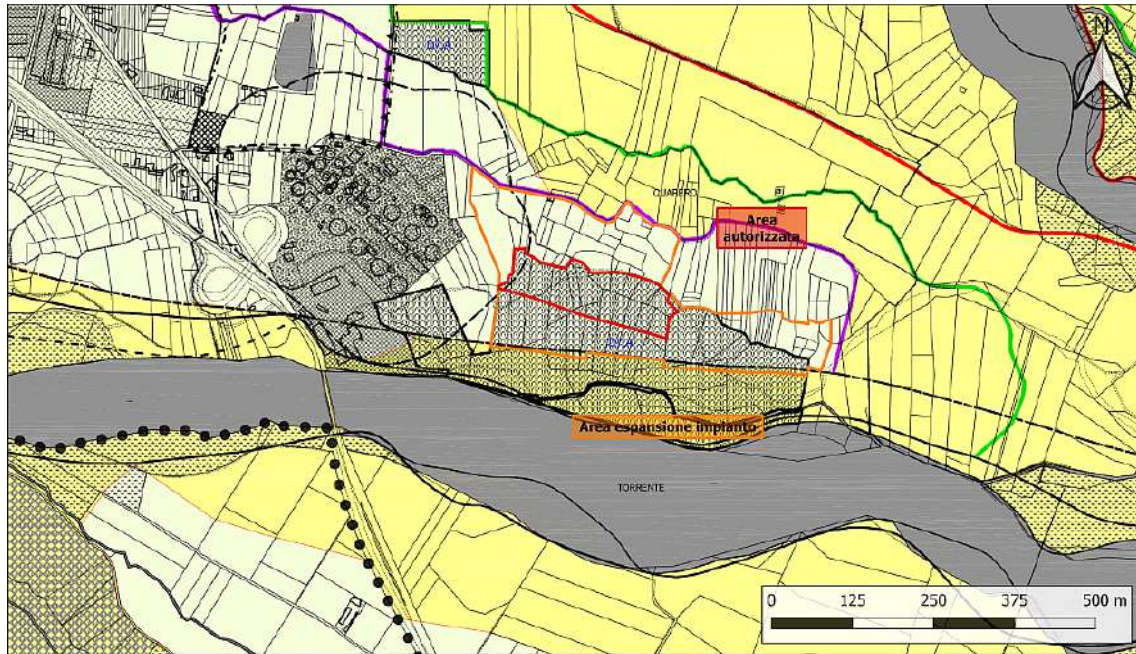 N
QUARERO
Area
autorizzata
Area espansione impianto
TORRENTE
0 125 250 375 500 m